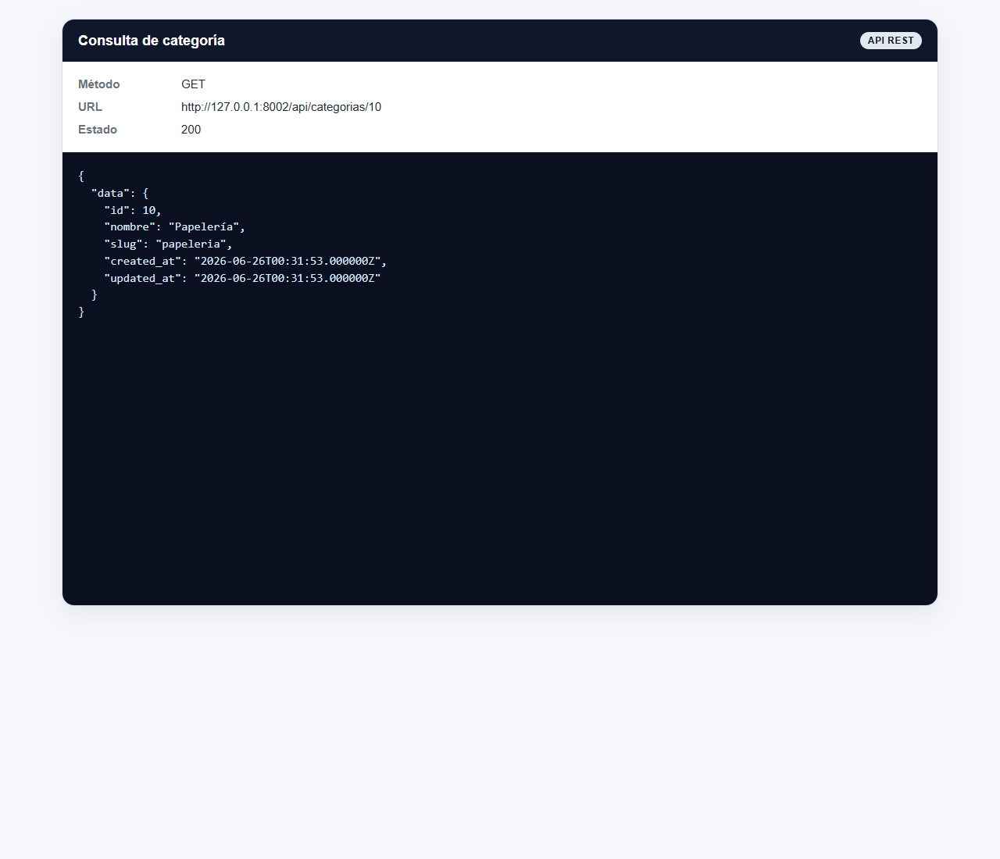 Consulta de categoría
API REST
Método GET
URL http://127.0.0.1:8002/api/categorias/10
Estado 200
{
  "data": {
    "id": 10,
    "nombre": "Papelería",
    "slug": "papeleria",
    "created_at": "2026-06-26T00:31:53.000000Z",
    "updated_at": "2026-06-26T00:31:53.000000Z"
  }
}